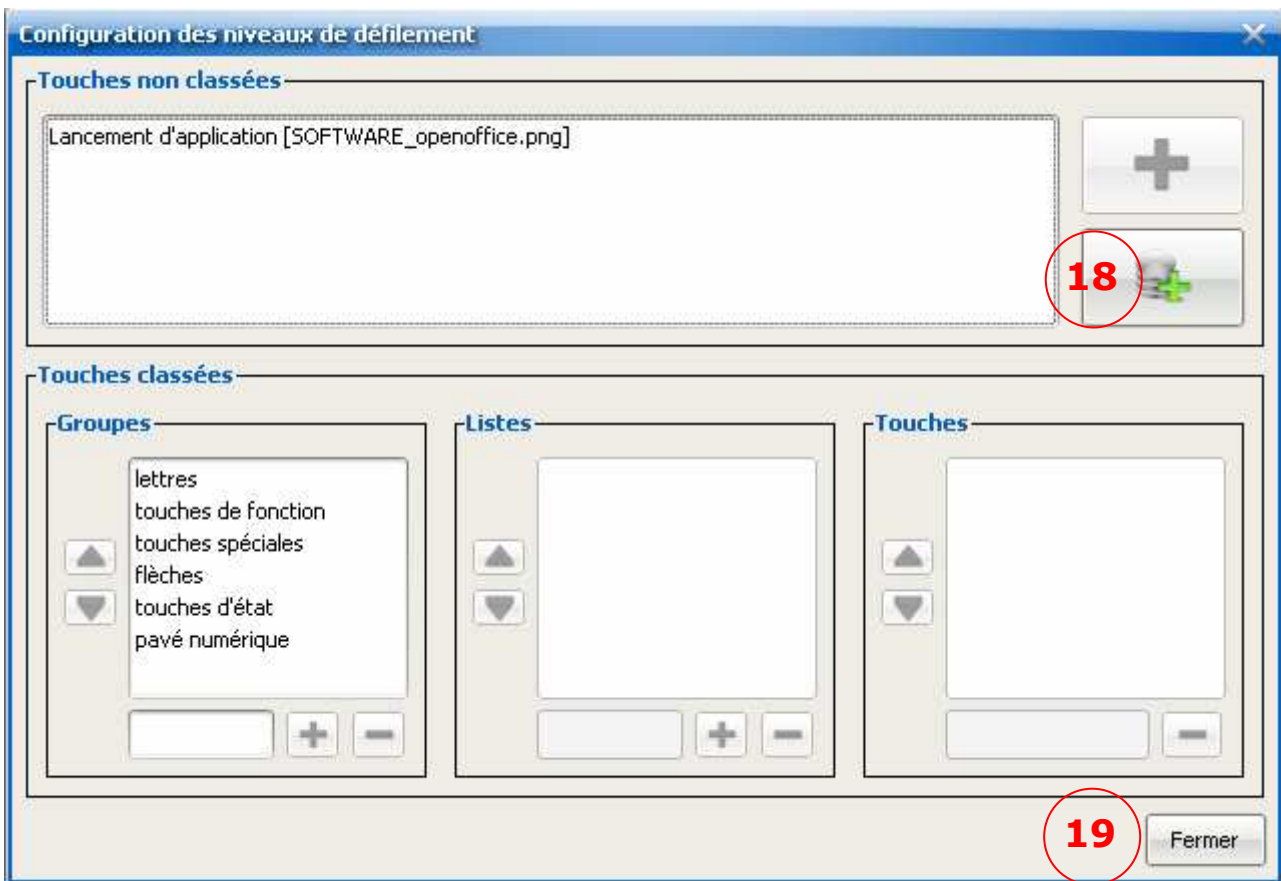 Configuration des niveaux de défilement
Touches non classées
Lancement d'application [SOFTWARE_openoffice.png]
18
Touches classées
Groupes
lettres
touches de fonction
touches spéciales
flèches
touches d'état
pavé numérique
Listes
Touches
19
Fermer